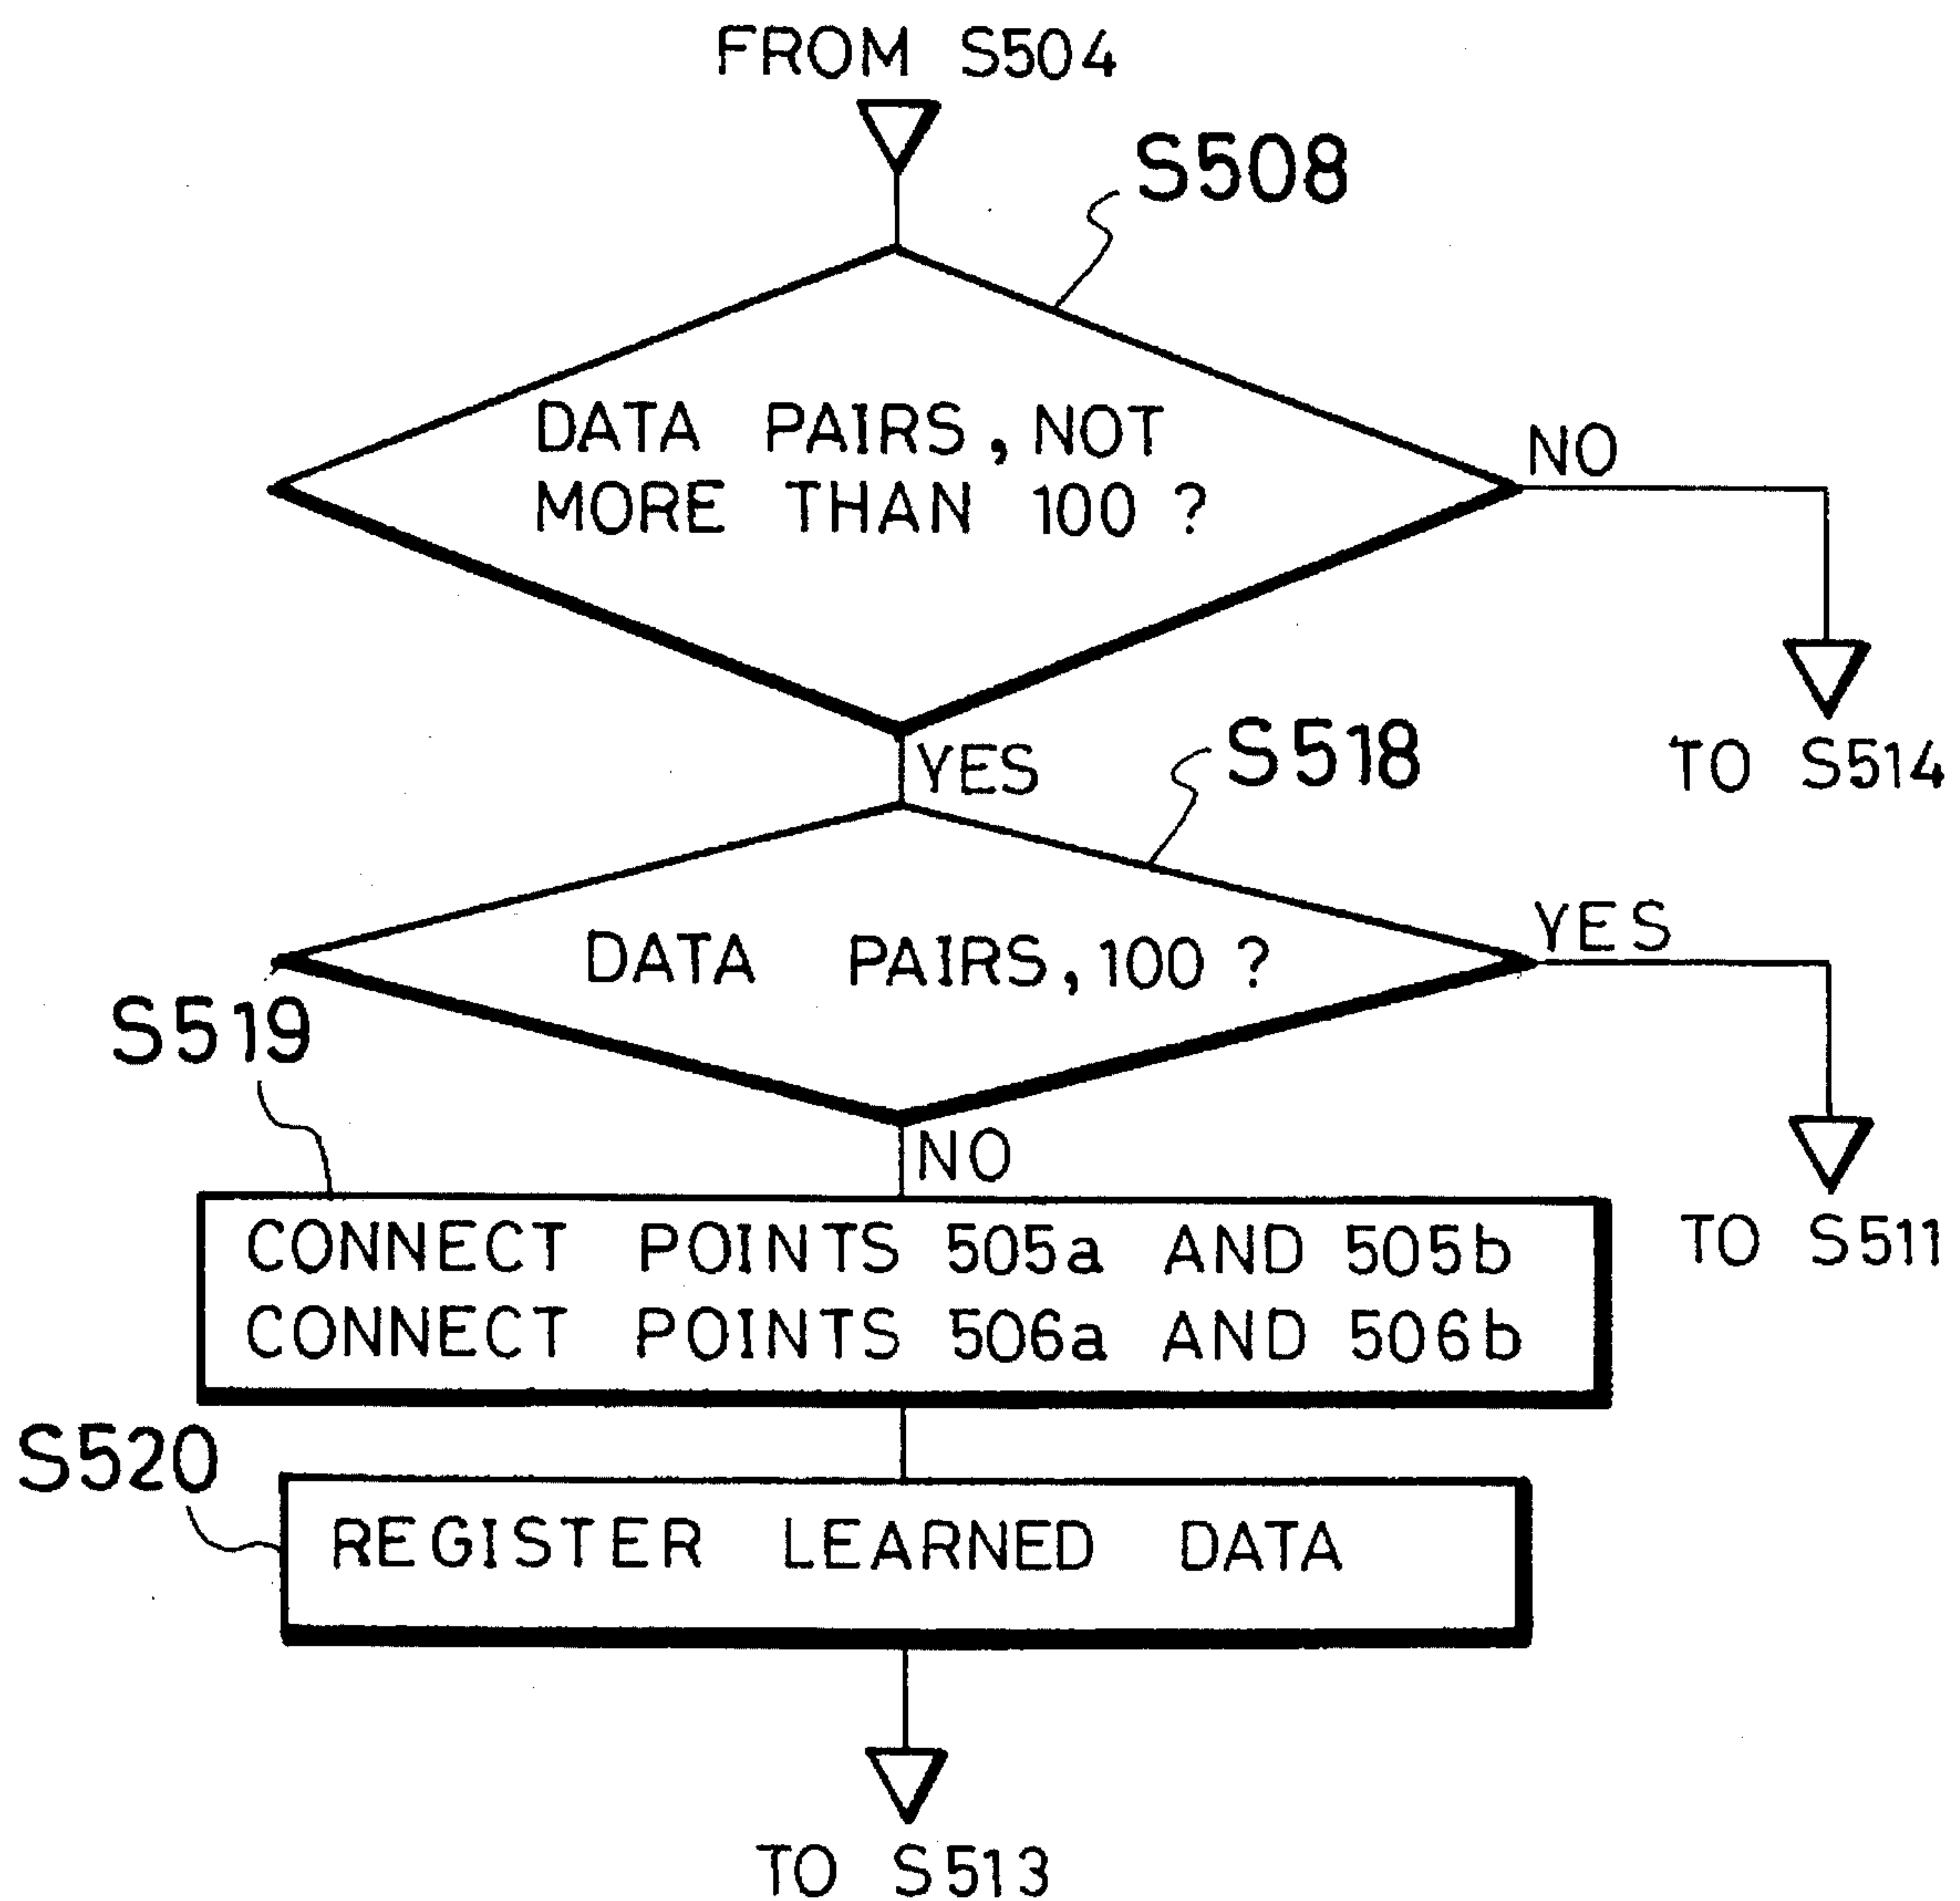 FROM S504
S508
DATA PAIRS, NOT
MORE THAN 100 ?
NO
TO S514
YES
S518
DATA PAIRS, 100 ?
YES
TO S511
S519
NO
CONNECT POINTS 505a AND 505b
CONNECT POINTS 506a AND 506b
S520
REGISTER LEARNED DATA
TO S513